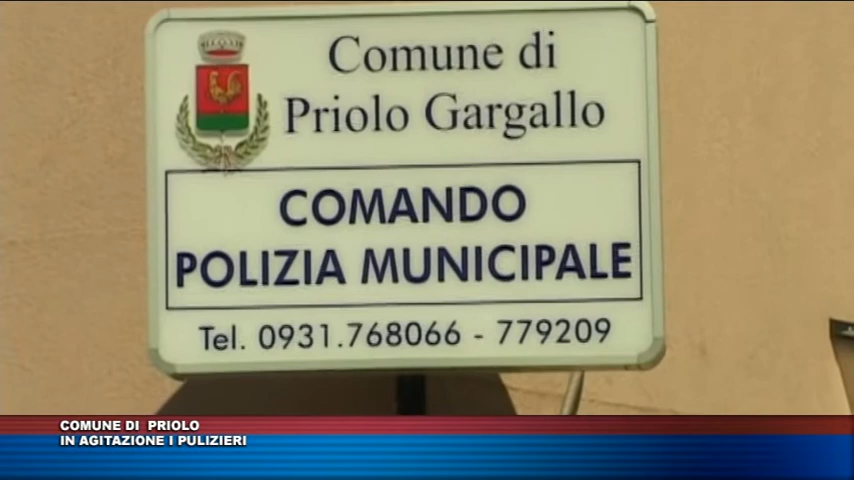 Comune di
Priolo Gargallo
COMANDO
POLIZIA MUNICIPALE
Tel. 0931.768066 - 779209
COMUNE DI PRIOLO
IN AGITAZIONE I PULIZIERI